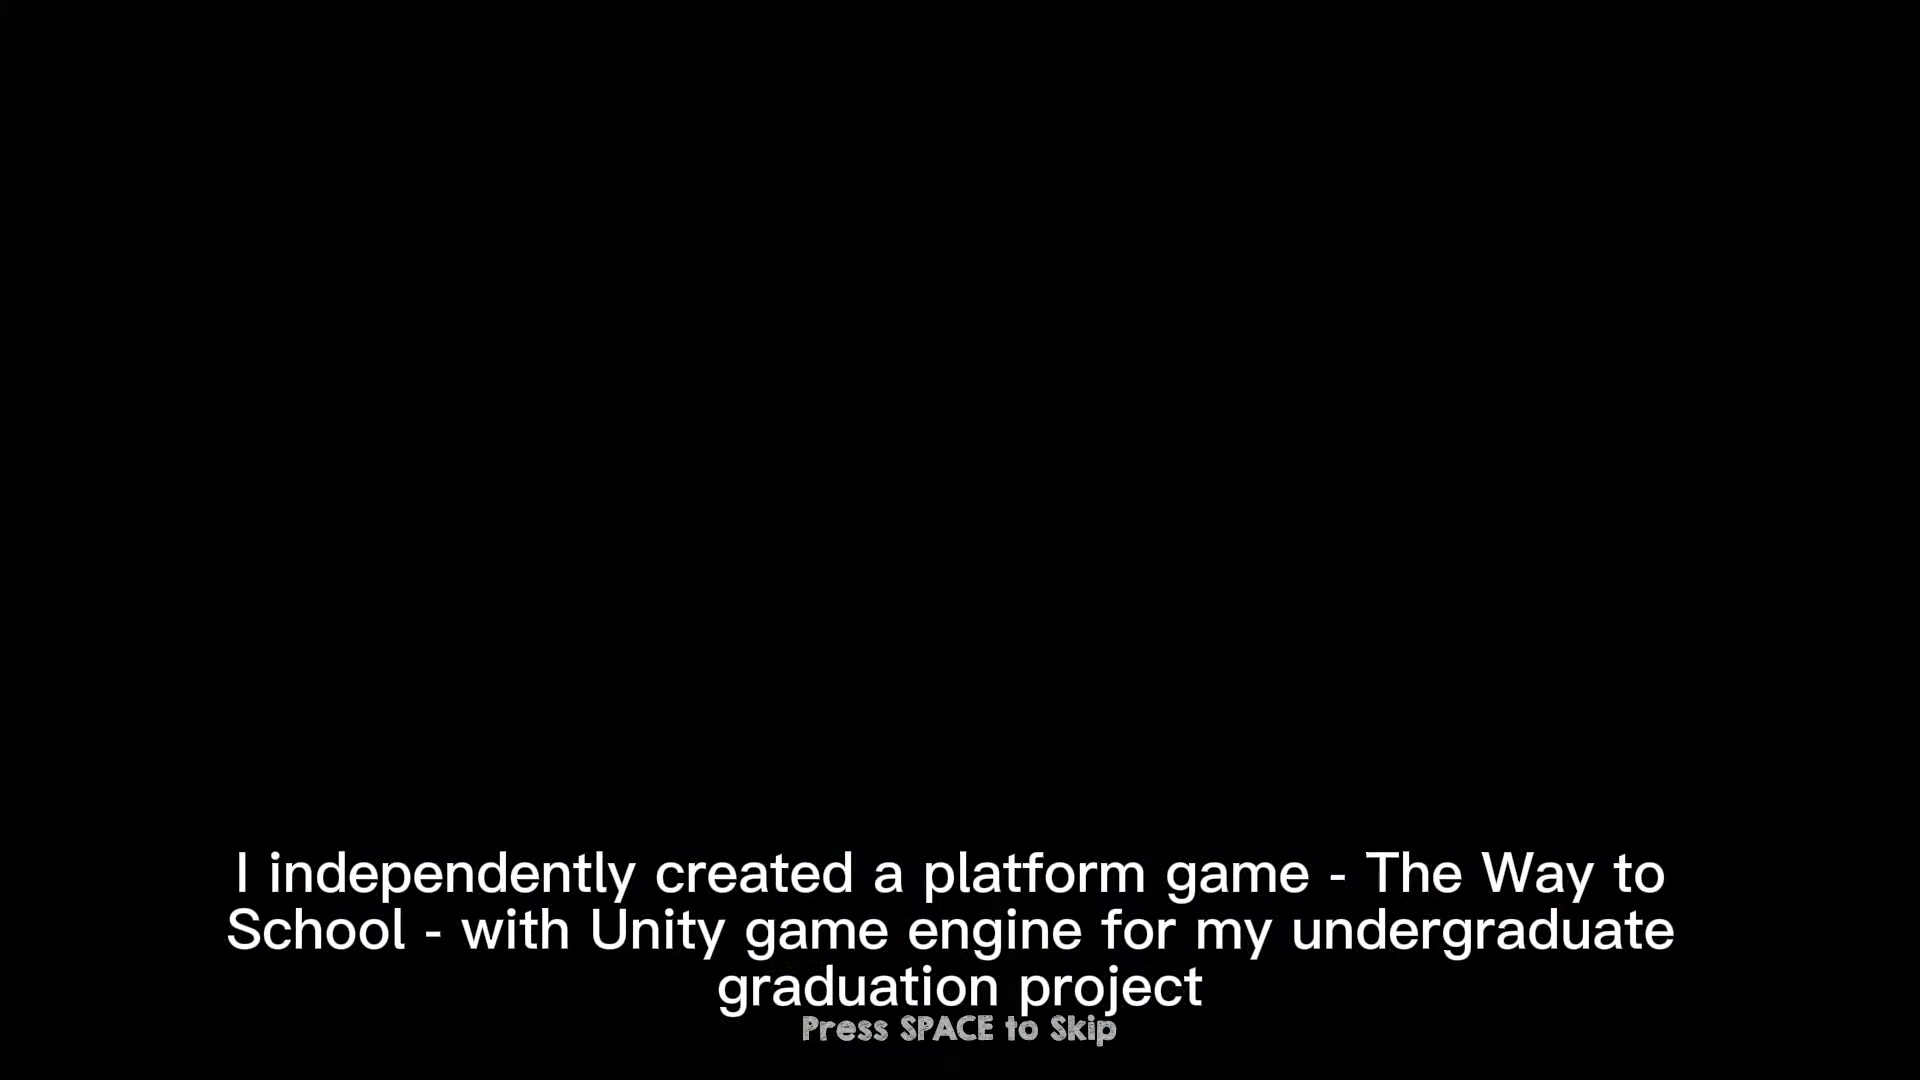 I independently created a platform game - The Way to
School - with Unity game engine for my undergraduate
graduation project
Press SPACE to Skip